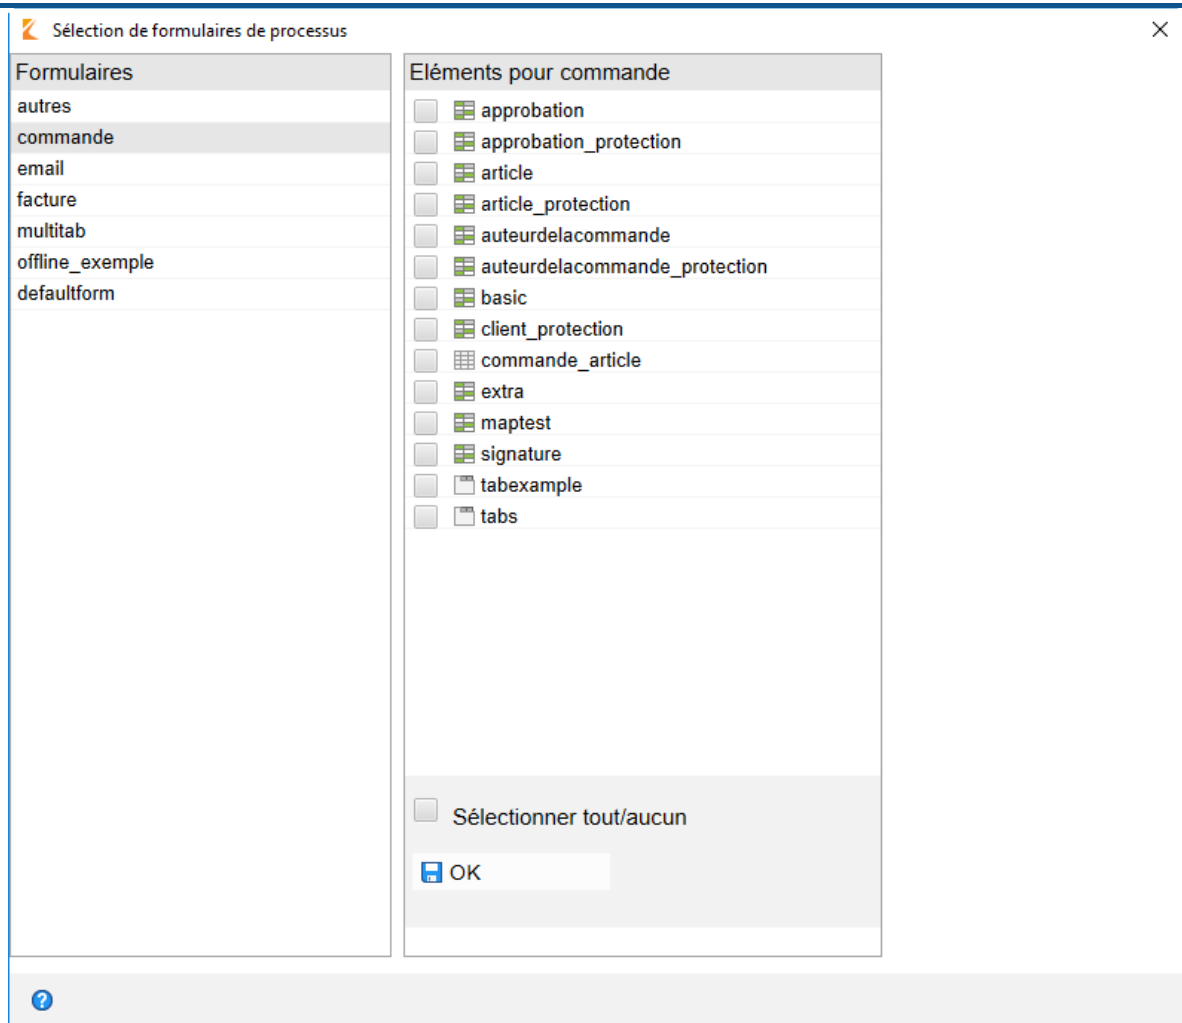 Sélection de formulaires de processus
Formulaires
autres
commande
email
facture
multitab
offline_exemple
defaultform
Eléments pour commande
approbation
approbation_protection
article
article_protection
auteurdelacommande
auteurdelacommande_protection
basic
client_protection
commande_article
extra
maptest
signature
tabexample
tabs
Sélectionner tout/aucun
OK